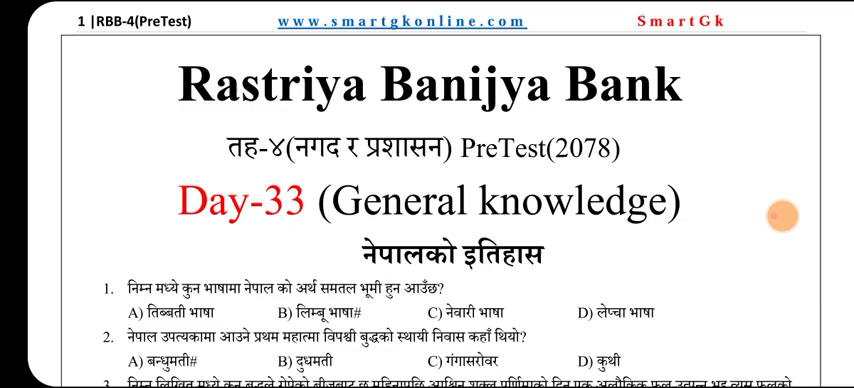 1 |RBB-4(PreTest) www.smartgkonline.com SmartGk
Rastriya Banijya Bank
तह-४(नगद र प्रशासन) PreTest(2078)
Day-33 (General knowledge)
नेपालको इतिहास
1. निम्न मध्ये कुन भाषामा नेपाल को अर्थ समतल भूमी हुन आउँछ?
A) तिब्बती भाषा B) लिम्बू भाषा# C) नेवारी भाषा D) लेप्चा भाषा
2. नेपाल उपत्यकामा आउने प्रथम महात्मा विपश्वी बुद्धको स्थायी निवास कहाँ थियो?
A) बन्धुमती# B) दुधमती C) गंगासरोवर D) कुथी